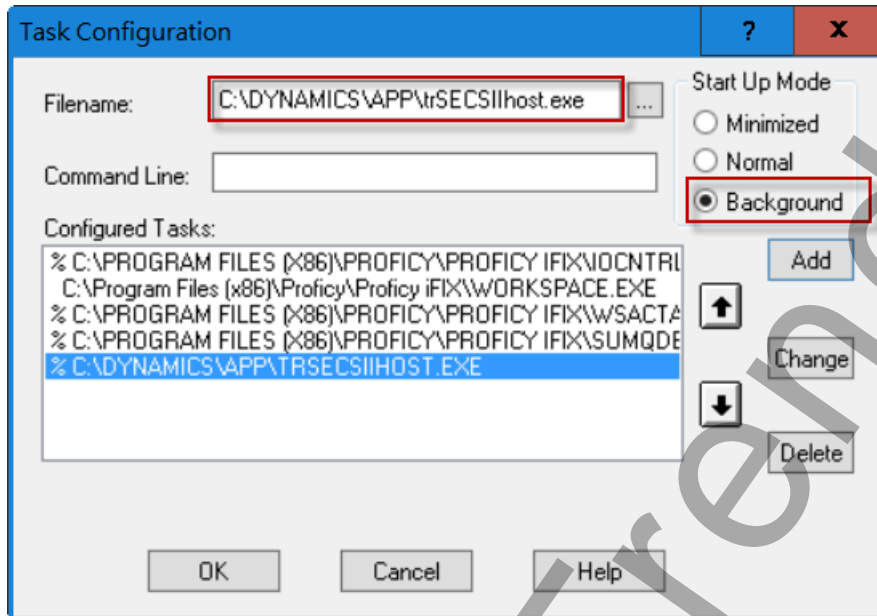 Task Configuration
?
x
Filename:
C:\DYNAMICS\APP\trSECSIIhost.exe
...
Start Up Mode
Minimized
Normal
Background
Command Line:
Configured Tasks:
% C:\PROGRAM FILES (X86)\PROFICY\PROFICY IFIX\IOCNTRL
C:\Program Files (x86)\Proficy\Proficy iFIX\WORKSPACE.EXE
% C:\PROGRAM FILES (X86)\PROFICY\PROFICY IFIX\WSACTA
% C:\PROGRAM FILES (X86)\PROFICY\PROFICY IFIX\SUMQDE
% C:\DYNAMICS\APP\TRSECSIIHOST.EXE
Add
Change
Delete
OK
Cancel
Help
Trend